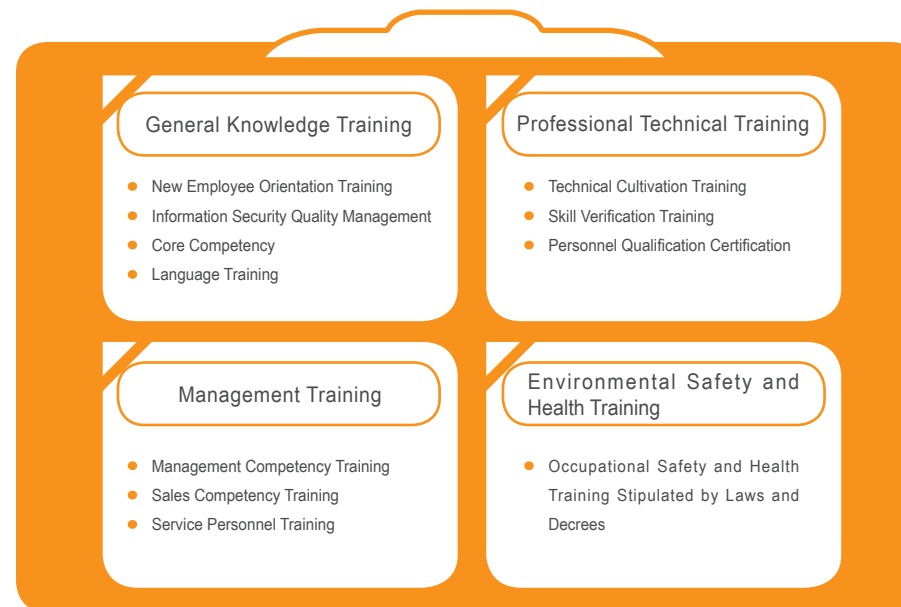 General Knowledge Training
New Employee Orientation Training
Information Security Quality Management
Core Competency
Language Training
Professional Technical Training
Technical Cultivation Training
Skill Verification Training
Personnel Qualification Certification
Management Training
Management Competency Training
Sales Competency Training
Service Personnel Training
Environmental Safety and
Health Training
Occupational Safety and Health
Training Stipulated by Laws and
Decrees